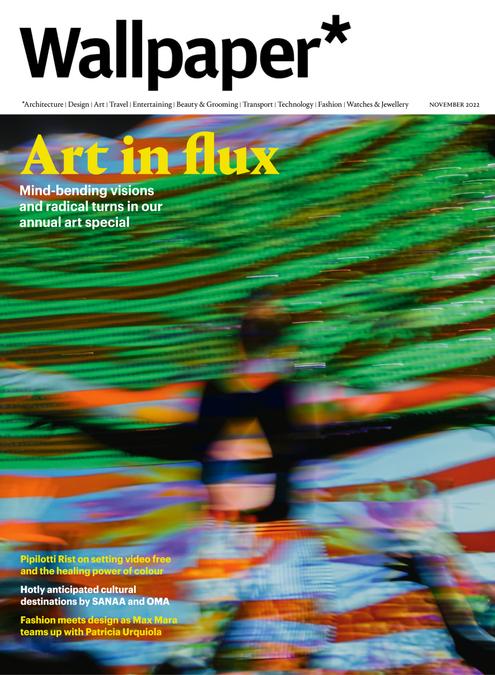 Wallpaper*
*Architecture | Design | Art | Travel | Entertaining | Beauty & Grooming | Transport | Technology | Fashion | Watches & Jewellery NOVEMBER 2022
Art in flux
Mind-bending visions
and radical turns in our
annual art special
Pipilotti Rist on setting video free
and the healing power of colour
Hotly anticipated cultural
destinations by SANAA and OMA
Fashion meets design as Max Mara
teams up with Patricia Urquiola